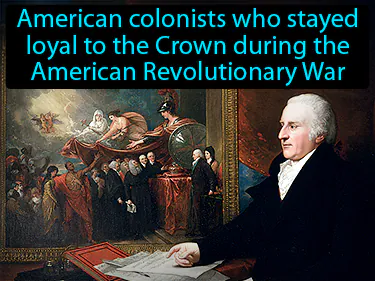 American colonists who stayed
loyal to the Crown during the
American Revolutionary War